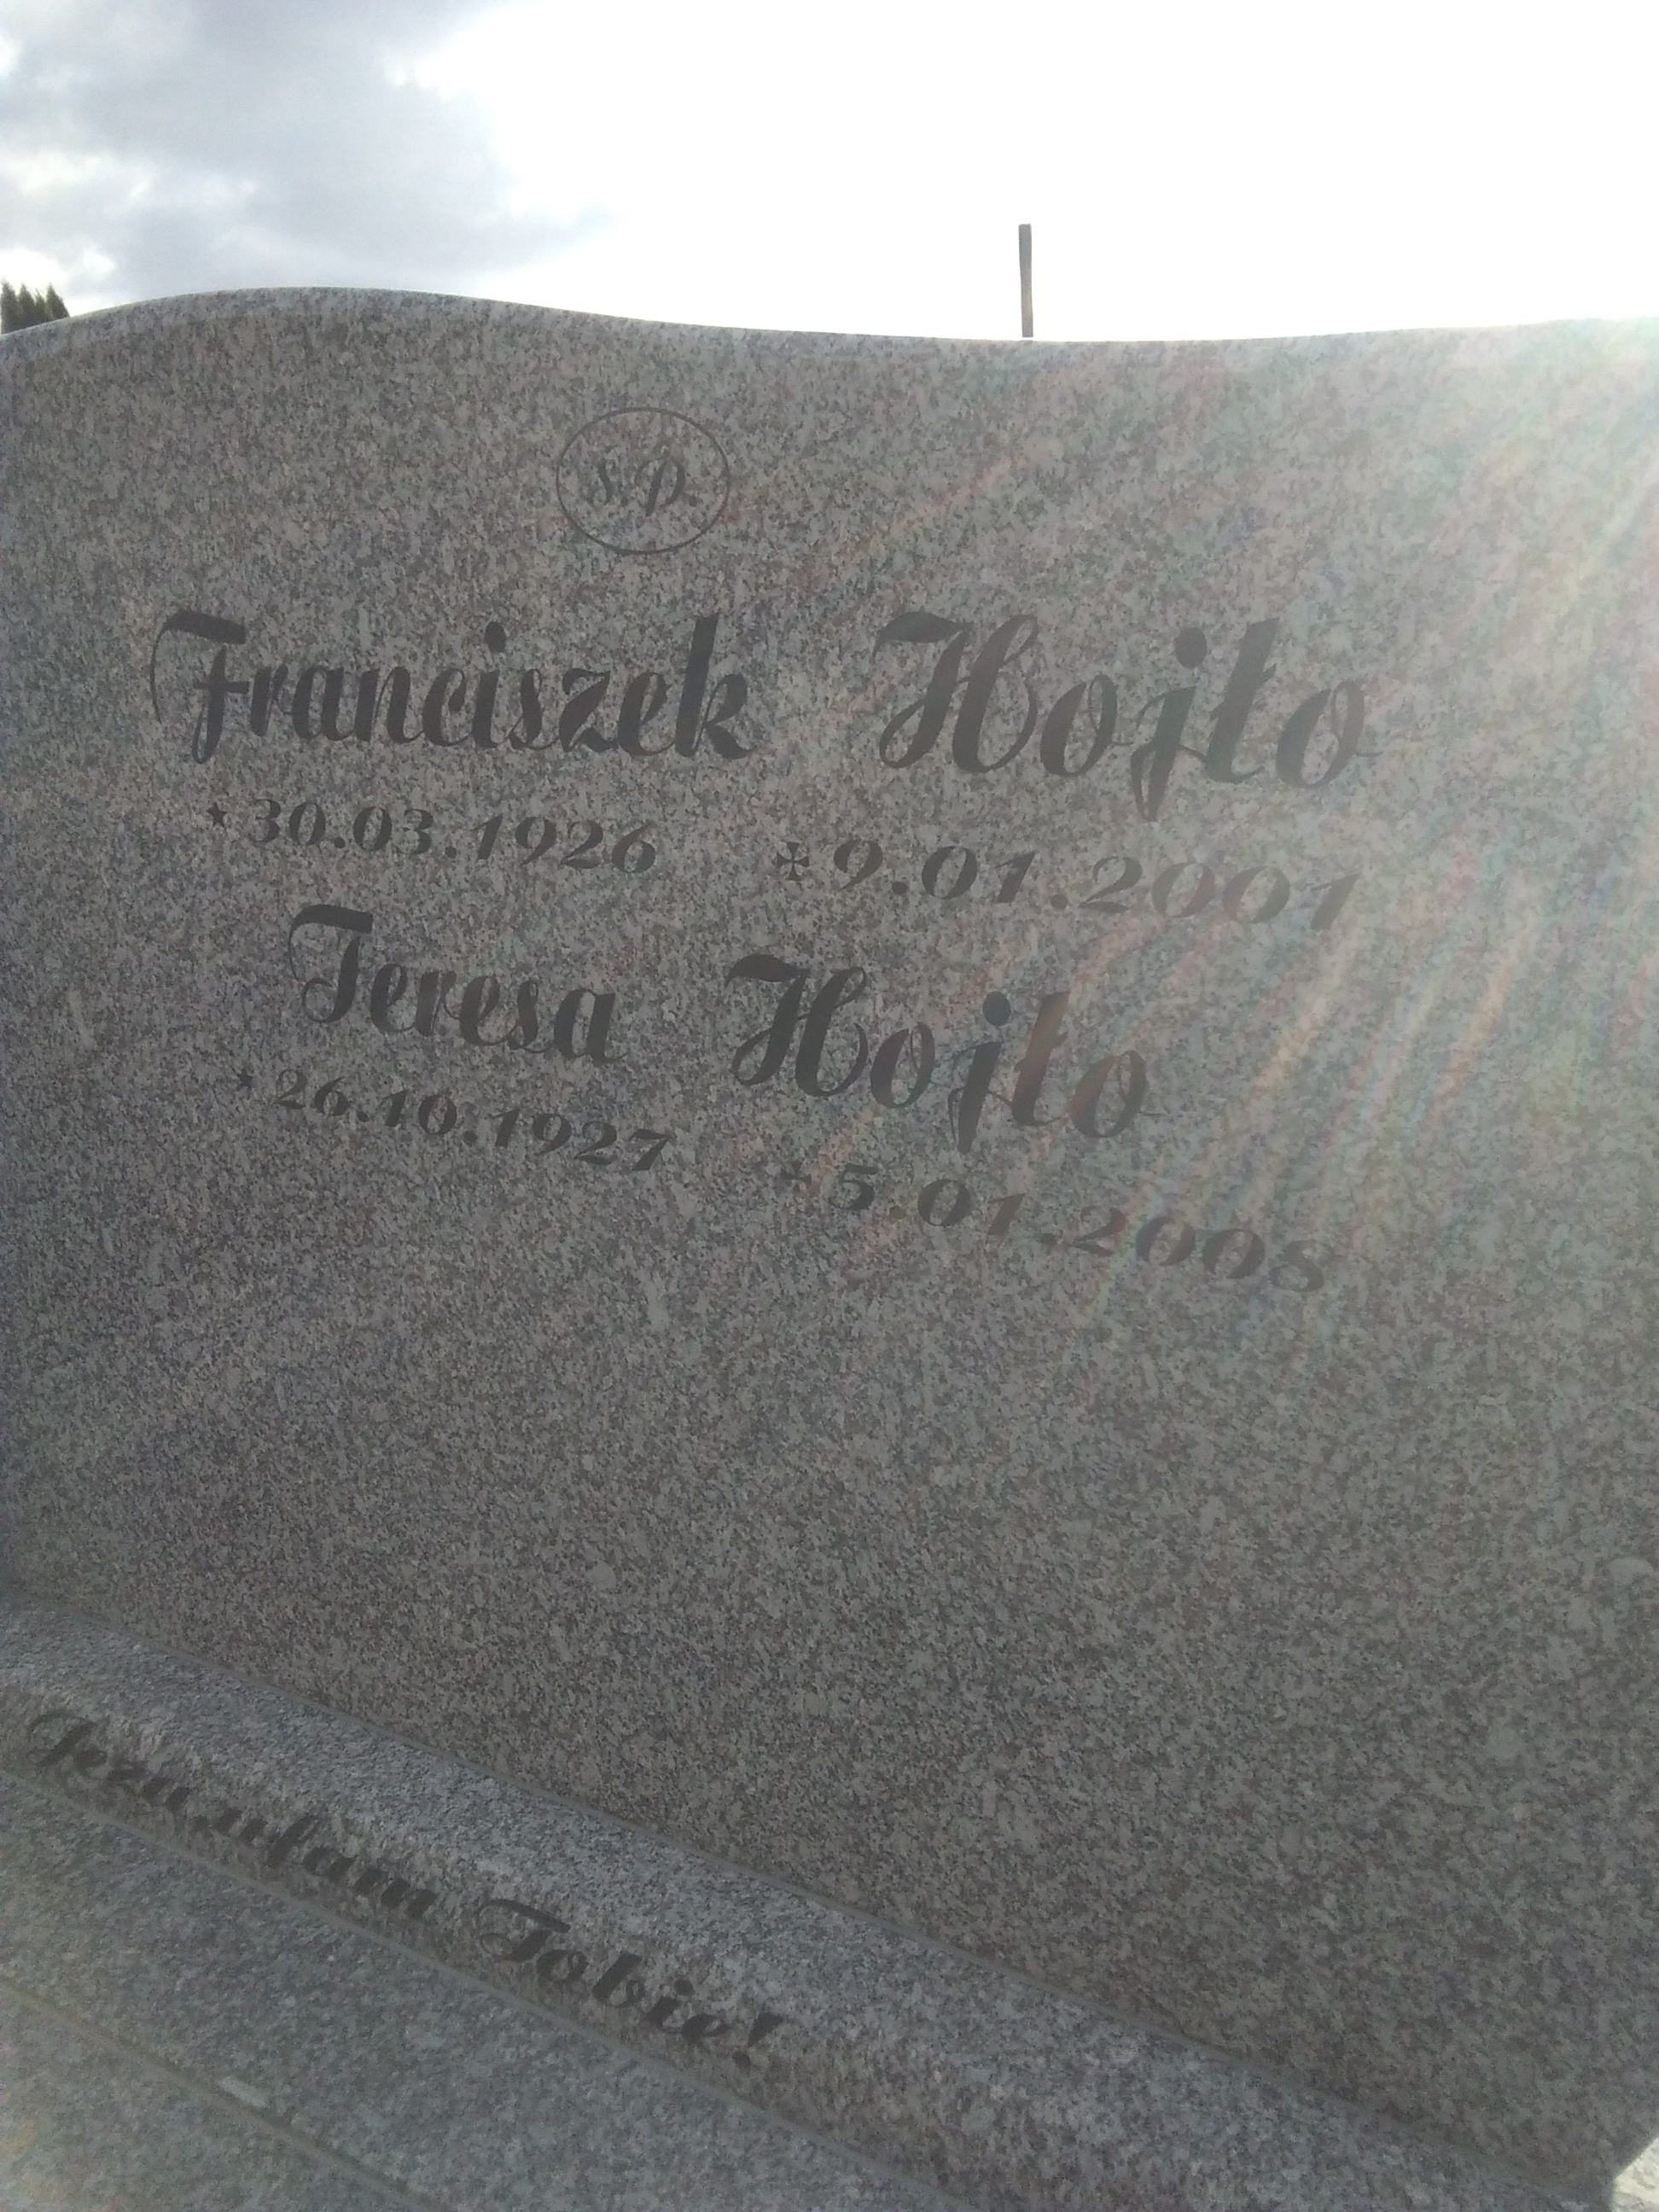 Ś.P.
Franciszek Hojło
★30.03.1926 ✠9.01.2001
Teresa Hojło
★26.10.1927 ✠5.01.2008
Jezu ufam Tobie!